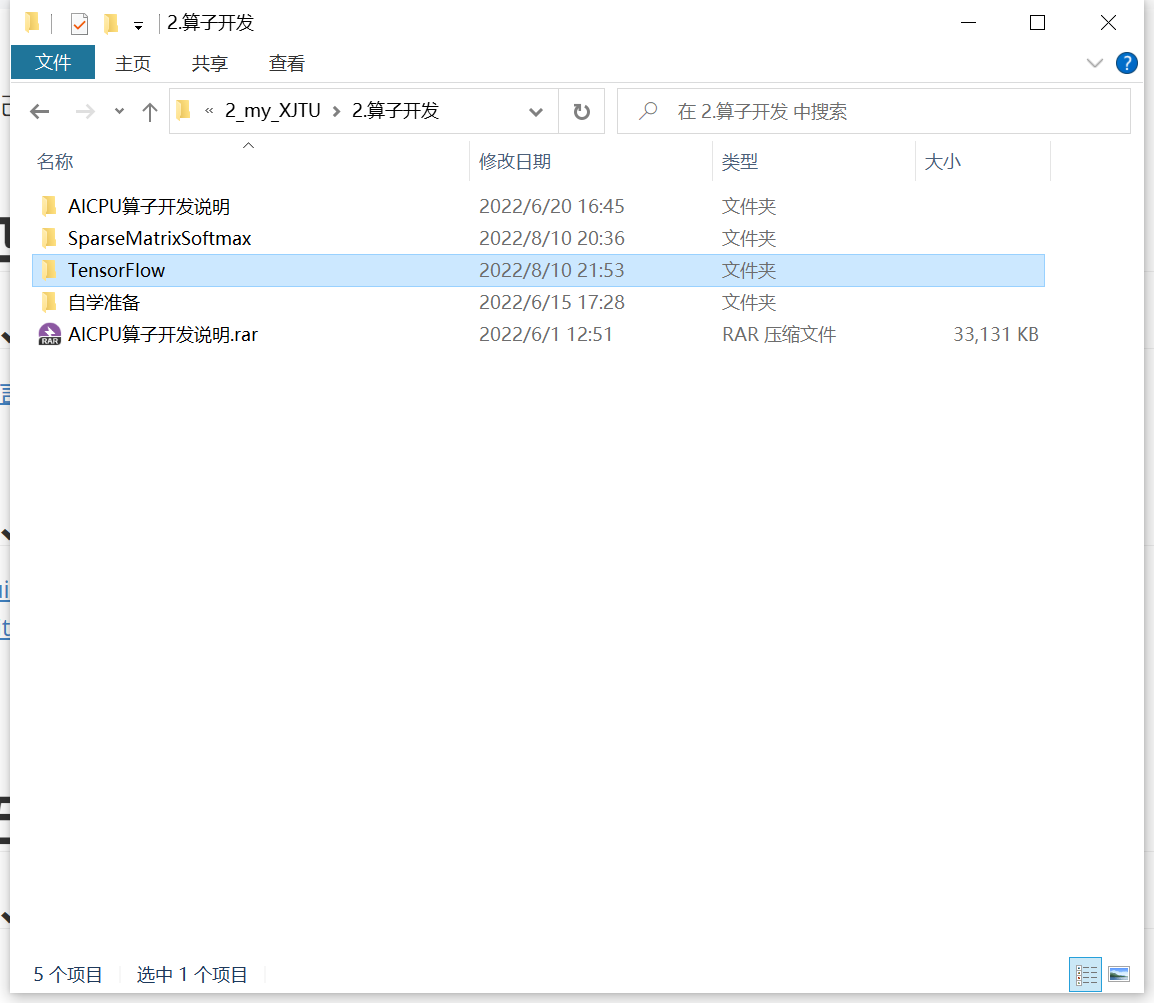 2.算子开发
文件 主页 共享 查看
« 2_my_XJTU 2.算子开发 在 2.算子开发 中搜索
名称 修改日期 类型 大小
AICPU算子开发说明 2022/6/20 16:45 文件夹
SparseMatrixSoftmax 2022/8/10 20:36 文件夹
TensorFlow 2022/8/10 21:53 文件夹
自学准备 2022/6/15 17:28 文件夹
AICPU算子开发说明.rar 2022/6/1 12:51 RAR 压缩文件 33,131 KB
5 个项目 选中 1 个项目